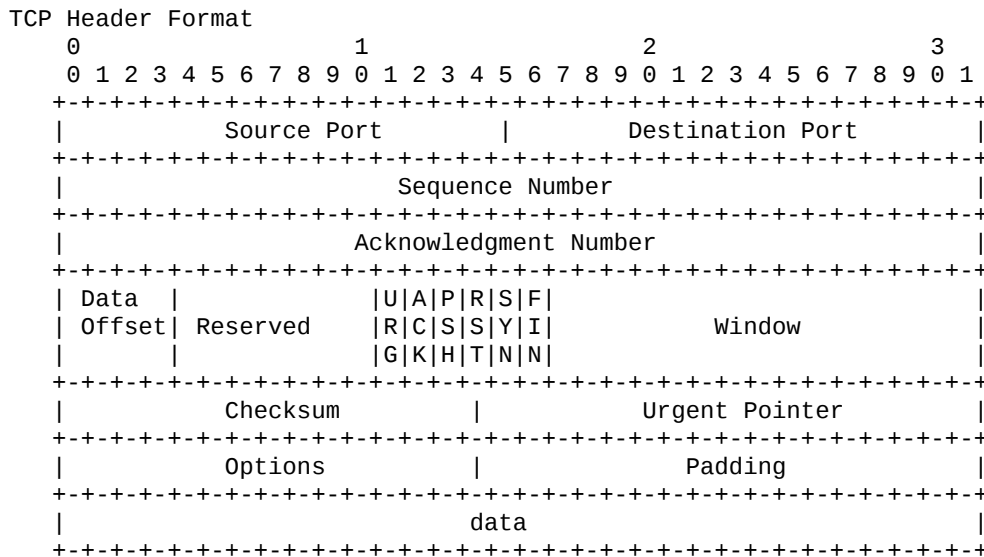 TCP Header Format
    0                   1                   2                   3
    0 1 2 3 4 5 6 7 8 9 0 1 2 3 4 5 6 7 8 9 0 1 2 3 4 5 6 7 8 9 0 1
   +-+-+-+-+-+-+-+-+-+-+-+-+-+-+-+-+-+-+-+-+-+-+-+-+-+-+-+-+-+-+-+-+
   |           Source Port        |        Destination Port        |
   +-+-+-+-+-+-+-+-+-+-+-+-+-+-+-+-+-+-+-+-+-+-+-+-+-+-+-+-+-+-+-+-+
   |                       Sequence Number                         |
   +-+-+-+-+-+-+-+-+-+-+-+-+-+-+-+-+-+-+-+-+-+-+-+-+-+-+-+-+-+-+-+-+
   |                    Acknowledgment Number                      |
   +-+-+-+-+-+-+-+-+-+-+-+-+-+-+-+-+-+-+-+-+-+-+-+-+-+-+-+-+-+-+-+-+
   | Data  |             |U|A|P|R|S|F|                             |
   | Offset| Reserved    |R|C|S|S|Y|I|           Window            |
   |       |             |G|K|H|T|N|N|                             |
   +-+-+-+-+-+-+-+-+-+-+-+-+-+-+-+-+-+-+-+-+-+-+-+-+-+-+-+-+-+-+-+-+
   |           Checksum         |           Urgent Pointer         |
   +-+-+-+-+-+-+-+-+-+-+-+-+-+-+-+-+-+-+-+-+-+-+-+-+-+-+-+-+-+-+-+-+
   |           Options          |              Padding             |
   +-+-+-+-+-+-+-+-+-+-+-+-+-+-+-+-+-+-+-+-+-+-+-+-+-+-+-+-+-+-+-+-+
   |                            data                               |
   +-+-+-+-+-+-+-+-+-+-+-+-+-+-+-+-+-+-+-+-+-+-+-+-+-+-+-+-+-+-+-+-+